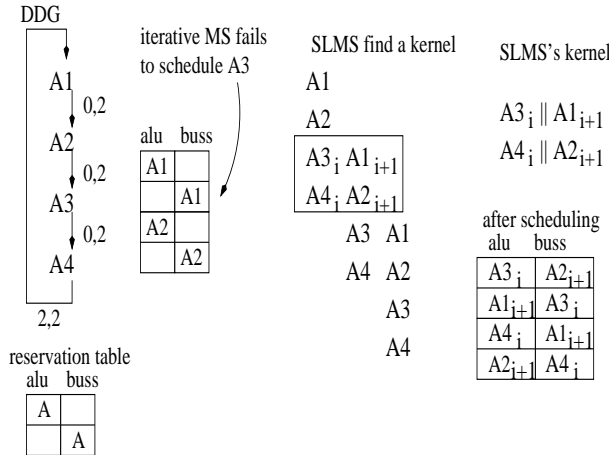 DDG
A1
0,2
A2
0,2
A3
0,2
A4
2,2
reservation table
alu buss
A
A
iterative MS fails
to schedule A3
alu buss
A1
A1
A2
A2
SLMS find a kernel
A1
A2
A3 i A1 i+1
A4 i A2 i+1
A3 A1
A4 A2
A3
A4
SLMS's kernel
A3 i || A1 i+1
A4 i || A2 i+1
after scheduling
alu buss
A3 i A2 i+1
A1 i+1 A3 i
A4 i A1 i+1
A2 i+1 A4 i